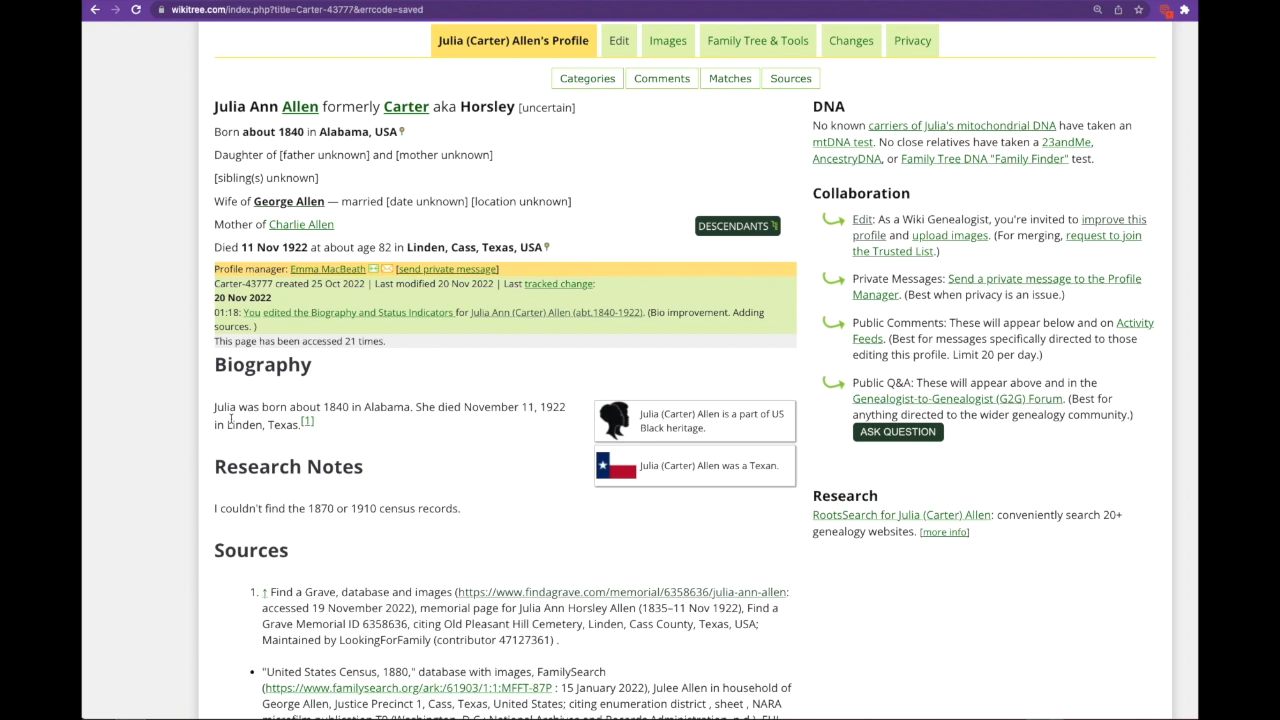 wikitree.com/index.php?title=Carter-43777&errcode=saved
Julia (Carter) Allen's Profile Edit Images Family Tree & Tools Changes Privacy
Categories Comments Matches Sources
Julia Ann Allen formerly Carter aka Horsley [uncertain]
Born about 1840 in Alabama, USA
Daughter of [father unknown] and [mother unknown]
[sibling(s) unknown]
Wife of George Allen — married [date unknown] [location unknown]
Mother of Charlie Allen
DESCENDANTS
Died 11 Nov 1922 at about age 82 in Linden, Cass, Texas, USA
Profile manager: Emma MacBeath [send private message]
Carter-43777 created 25 Oct 2022 | Last modified 20 Nov 2022 | Last tracked change:
20 Nov 2022
01:18: You edited the Biography and Status Indicators for Julia Ann (Carter) Allen (abt.1840-1922). (Bio improvement. Adding
sources. )
This page has been accessed 21 times.
Biography
Julia was born about 1840 in Alabama. She died November 11, 1922
in Linden, Texas.[1]
Julia (Carter) Allen is a part of US
Black heritage.
Julia (Carter) Allen was a Texan.
Research Notes
I couldn't find the 1870 or 1910 census records.
Sources
1. ↑ Find a Grave, database and images (https://www.findagrave.com/memorial/6358636/julia-ann-allen:
accessed 19 November 2022), memorial page for Julia Ann Horsley Allen (1835–11 Nov 1922), Find a
Grave Memorial ID 6358636, citing Old Pleasant Hill Cemetery, Linden, Cass County, Texas, USA;
Maintained by LookingForFamily (contributor 47127361) .
• "United States Census, 1880," database with images, FamilySearch
(https://www.familysearch.org/ark:/61903/1:1:MFFT-87P : 15 January 2022), Julee Allen in household of
George Allen, Justice Precinct 1, Cass, Texas, United States; citing enumeration district , sheet , NARA
DNA
No known carriers of Julia's mitochondrial DNA have taken an
mtDNA test. No close relatives have taken a 23andMe,
AncestryDNA, or Family Tree DNA "Family Finder" test.
Collaboration
Edit: As a Wiki Genealogist, you're invited to improve this
profile and upload images. (For merging, request to join
the Trusted List.)
Private Messages: Send a private message to the Profile
Manager. (Best when privacy is an issue.)
Public Comments: These will appear below and on Activity
Feeds. (Best for messages specifically directed to those
editing this profile. Limit 20 per day.)
Public Q&A: These will appear above and in the
Genealogist-to-Genealogist (G2G) Forum. (Best for
anything directed to the wider genealogy community.)
ASK QUESTION
Research
RootsSearch for Julia (Carter) Allen: conveniently search 20+
genealogy websites. [more info]